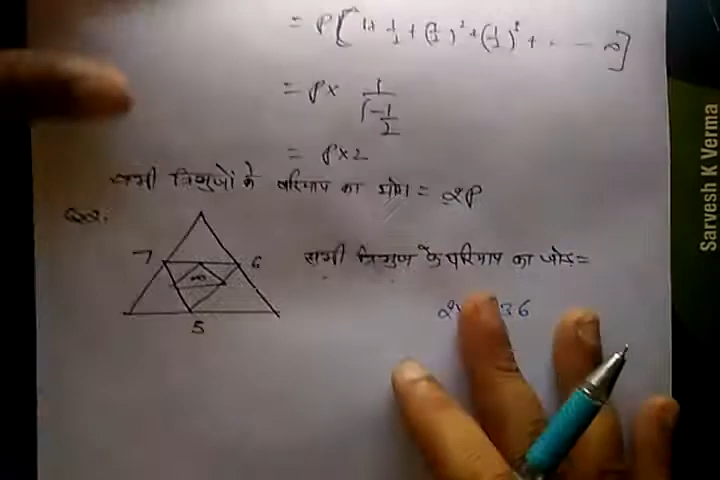 = P[1+ 1/2 + (1/2)² + (1/2)³ + . --- ∞]
= P× 1/(1-1/2)
= P×2
सभी त्रिभुजों के परिमाप का योग = 2P
Q2.
7 6 सभी त्रिभुज के परिमाप का जोड़ =
36
5
Sarvesh K Verma